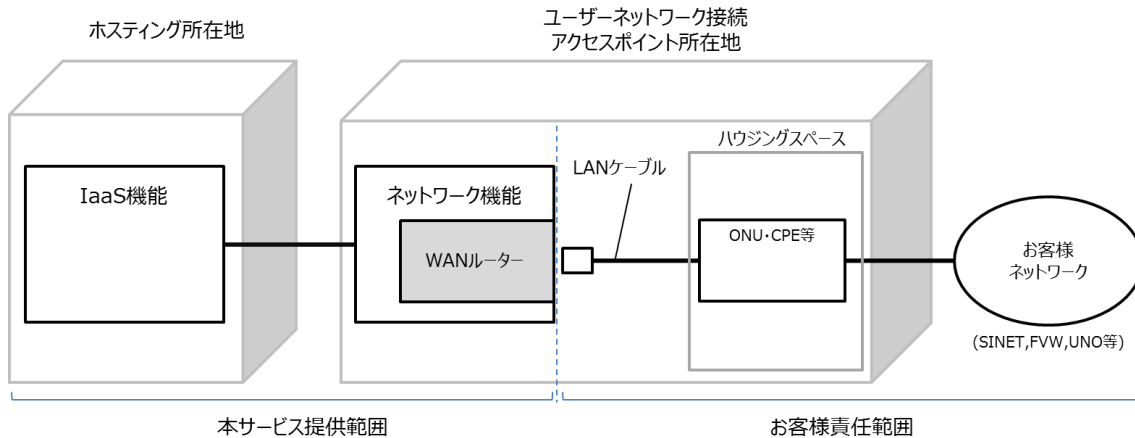 ホスティング所在地
ユーザーネットワーク接続
アクセスポイント所在地
ハウジングスペース
LANケーブル
IaaS機能
ネットワーク機能
WANルーター
ONU・CPE等
お客様
ネットワーク
(SINET,FVW,UNO等)
本サービス提供範囲
お客様責任範囲